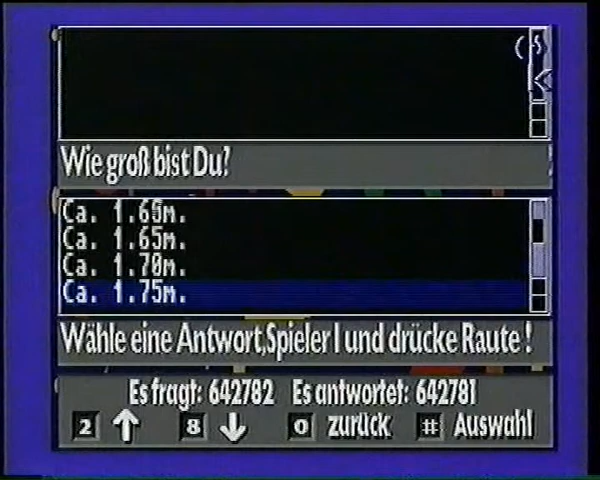 Wie groß bist Du?
Ca. 1.60m.
Ca. 1.65m.
Ca. 1.70m.
Ca. 1.75m.
Wähle eine Antwort,Spieler 1 und drücke Raute !
Es fragt: 642782 Es antwortet: 642781
2 ↑ 8 ↓ 0 zurück # Auswahl